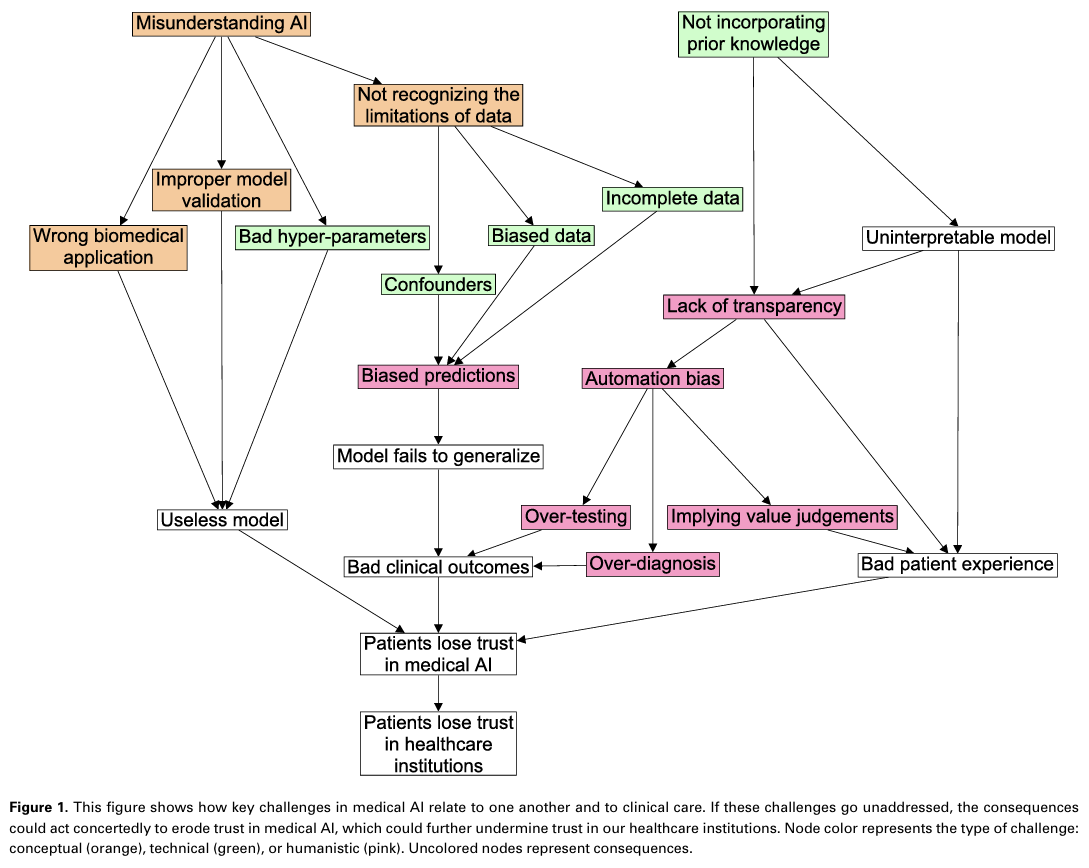 Misunderstanding AI
Not incorporating
prior knowledge
Not recognizing the
limitations of data
Improper model
validation
Incomplete data
Wrong biomedical
application
Bad hyper-parameters
Biased data
Uninterpretable model
Confounders
Lack of transparency
Biased predictions
Automation bias
Model fails to generalize
Useless model
Over-testing
Implying value judgements
Bad clinical outcomes
Over-diagnosis
Bad patient experience
Patients lose trust
in medical AI
Patients lose trust
in healthcare
institutions
Figure 1. This figure shows how key challenges in medical AI relate to one another and to clinical care. If these challenges go unaddressed, the consequences
could act concertedly to erode trust in medical AI, which could further undermine trust in our healthcare institutions. Node color represents the type of challenge:
conceptual (orange), technical (green), or humanistic (pink). Uncolored nodes represent consequences.